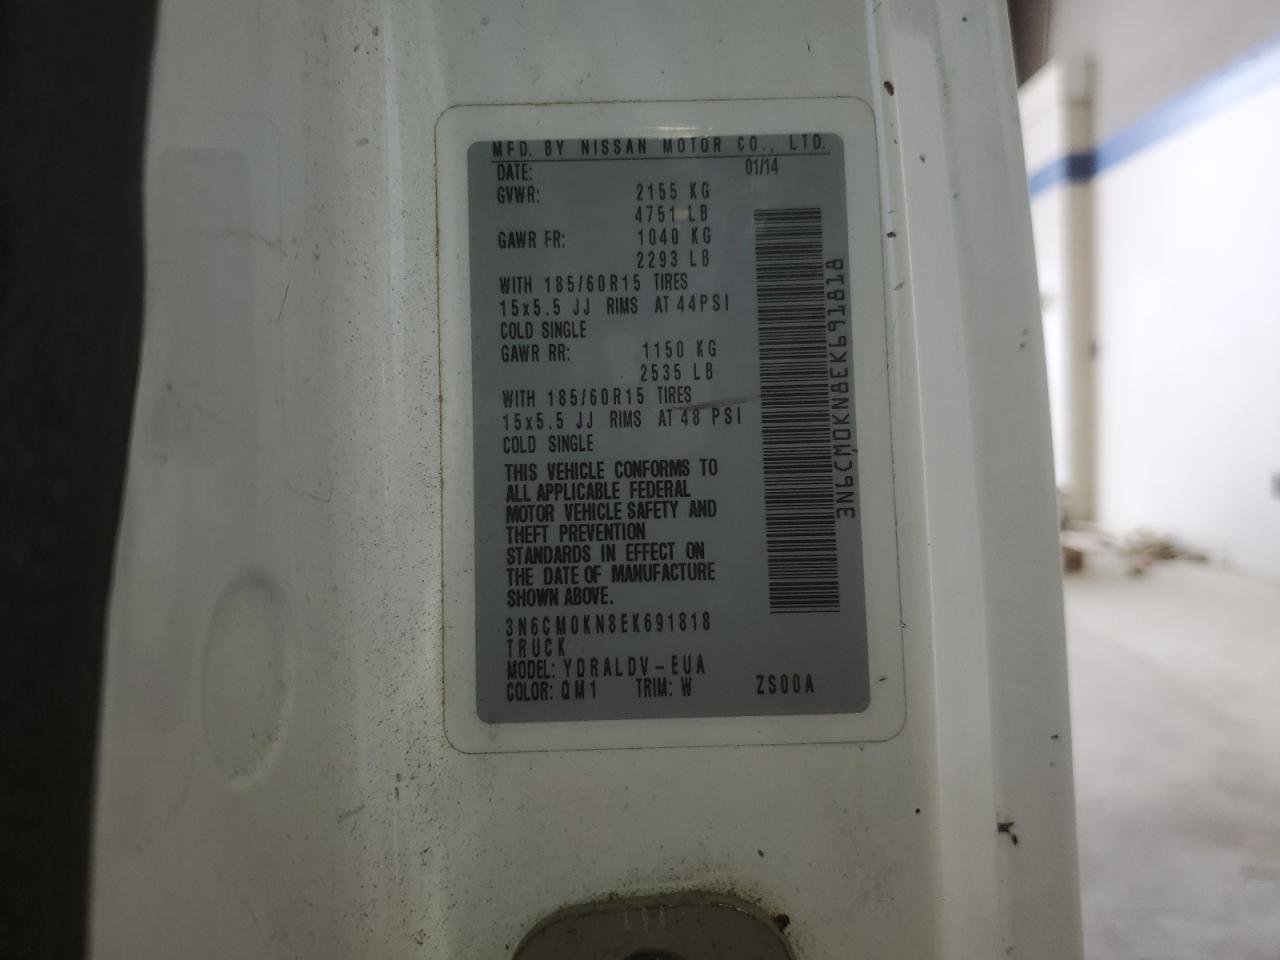 MFD. BY NISSAN MOTOR CO., LTD.
DATE: 01/14
GVWR: 2155 KG
4751 LB
GAWR FR: 1040 KG
2293 LB
WITH 185/60R15 TIRES
15x5.5 JJ RIMS AT 44PSI
COLD SINGLE
GAWR RR: 1150 KG
2535 LB
WITH 185/60R15 TIRES
15x5.5 JJ RIMS AT 48 PSI
COLD SINGLE
THIS VEHICLE CONFORMS TO
ALL APPLICABLE FEDERAL
MOTOR VEHICLE SAFETY AND
THEFT PREVENTION
STANDARDS IN EFFECT ON
THE DATE OF MANUFACTURE
SHOWN ABOVE.
3N6CM0KN8EK691818
TRUCK
MODEL: YDRALDV-EUA
COLOR: QM1 TRIM: W ZS00A
3N6CM0KN8EK691818